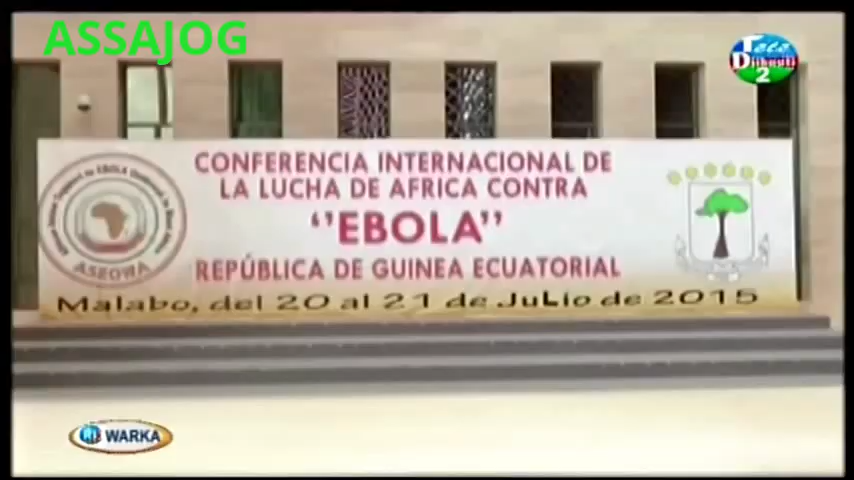 ASSAJOG
Tele
Djibouti
2
CONFERENCIA INTERNACIONAL DE
LA LUCHA DE AFRICA CONTRA
‘‘EBOLA’’
REPÚBLICA DE GUINEA ECUATORIAL
Malabo, del 20 al 21 de Julio de 2015
ASEOWA
WARKA